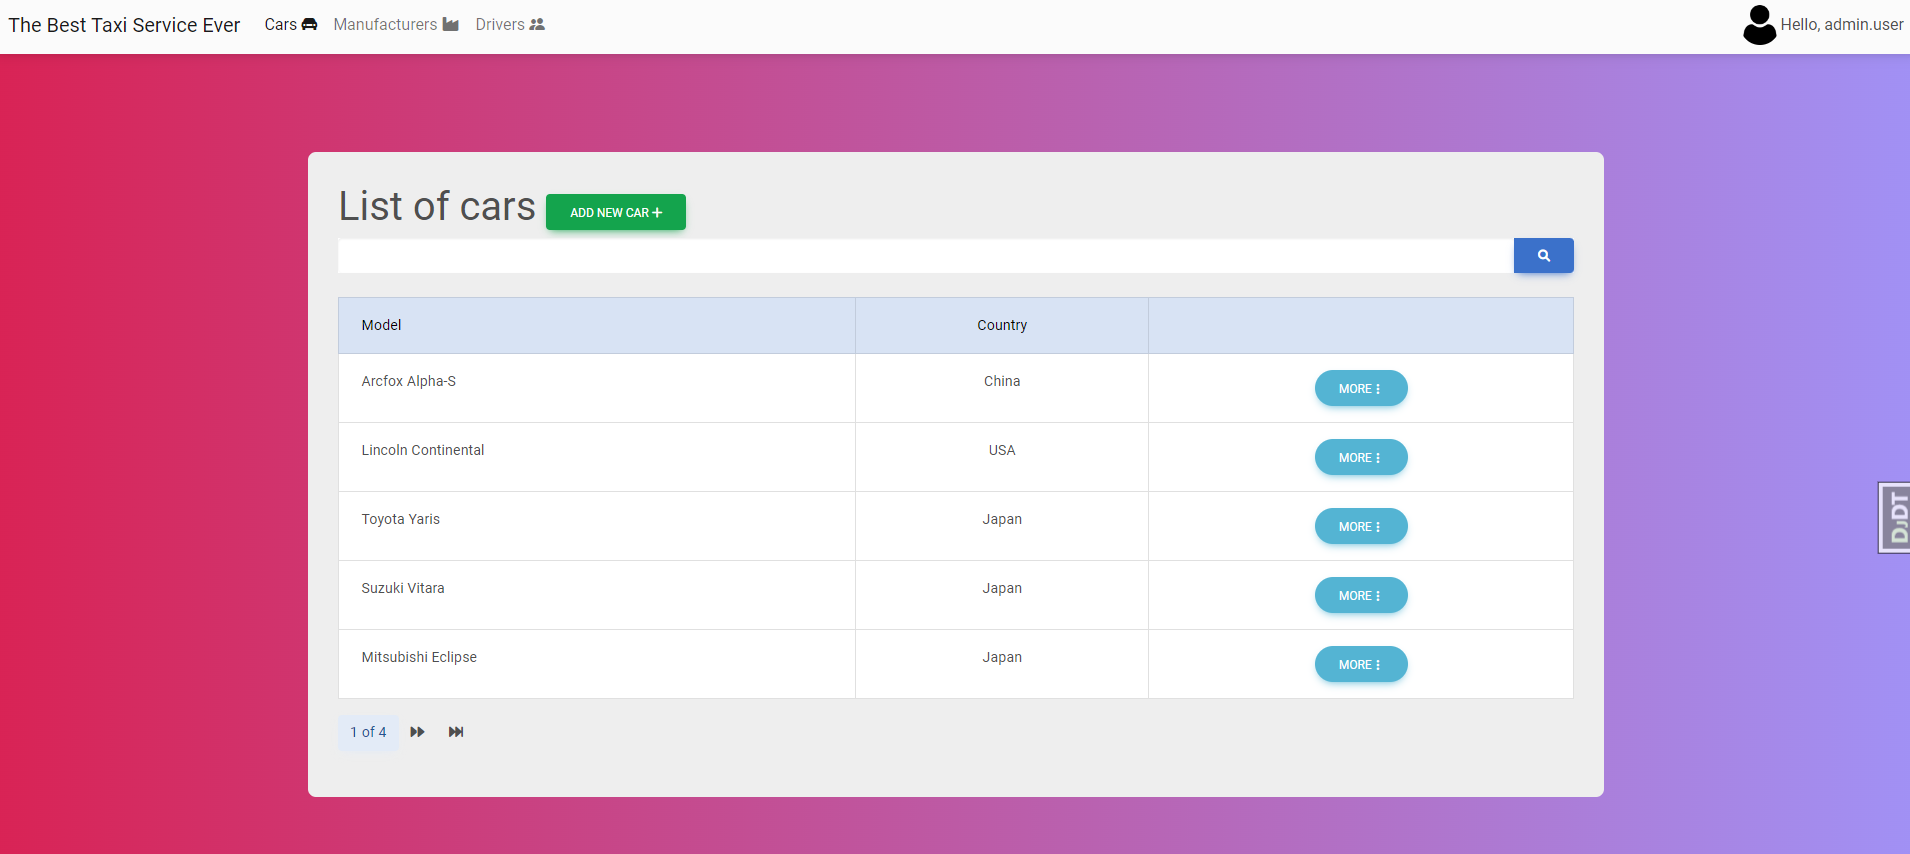 The Best Taxi Service Ever Cars Manufacturers Drivers Hello, admin.user
List of cars ADD NEW CAR +
Model Country
Arcfox Alpha-S China MORE
Lincoln Continental USA MORE
Toyota Yaris Japan MORE
Suzuki Vitara Japan MORE
Mitsubishi Eclipse Japan MORE
1 of 4
DJDT